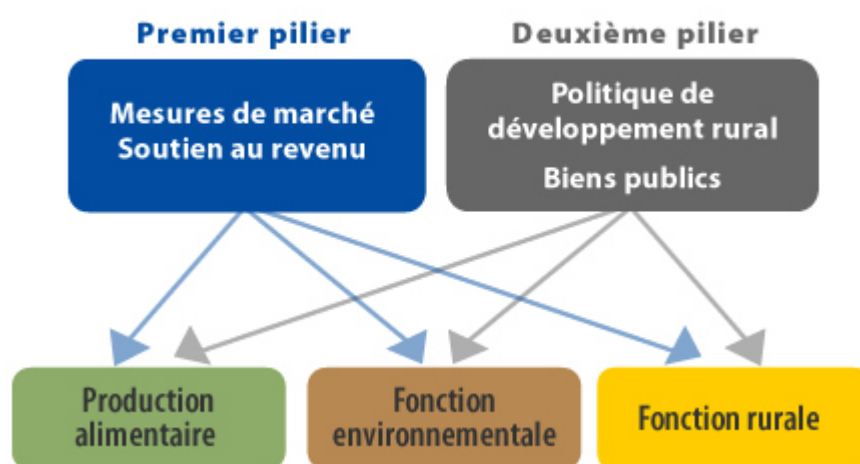 Premier pilier
Deuxième pilier
Mesures de marché
Soutien au revenu
Politique de
développement rural
Biens publics
Production
alimentaire
Fonction
environnementale
Fonction rurale